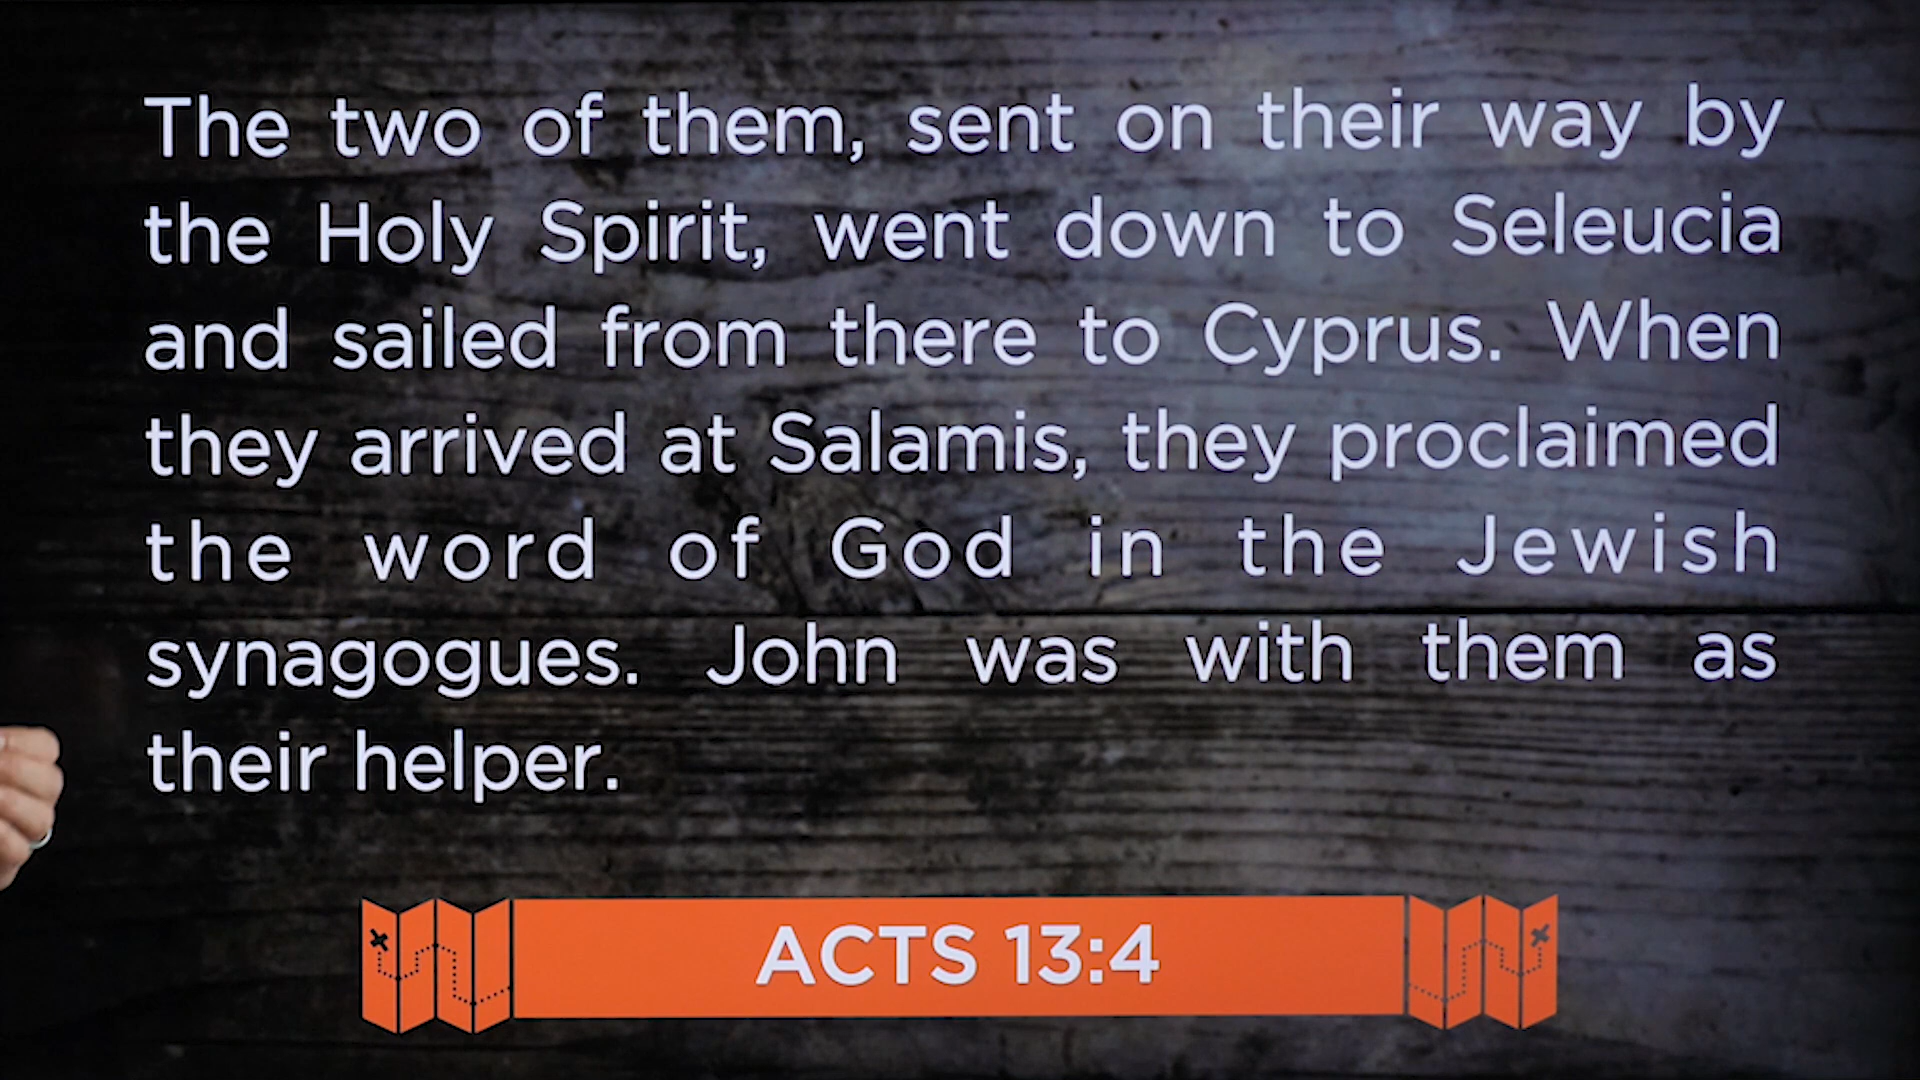 The two of them, sent on their way by
the Holy Spirit, went down to Seleucia
and sailed from there to Cyprus. When
they arrived at Salamis, they proclaimed
the word of God in the Jewish
synagogues. John was with them as
their helper.
ACTS 13:4